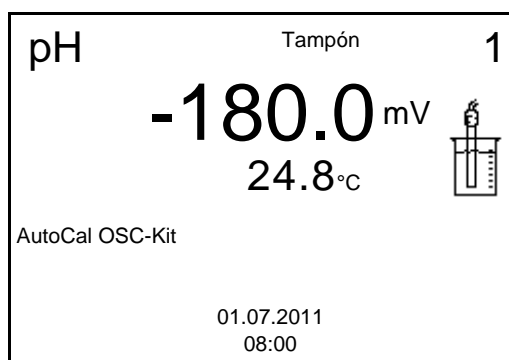 pH Tampón 1
-180.0 mV
24.8 °C
AutoCal OSC-Kit
01.07.2011
08:00